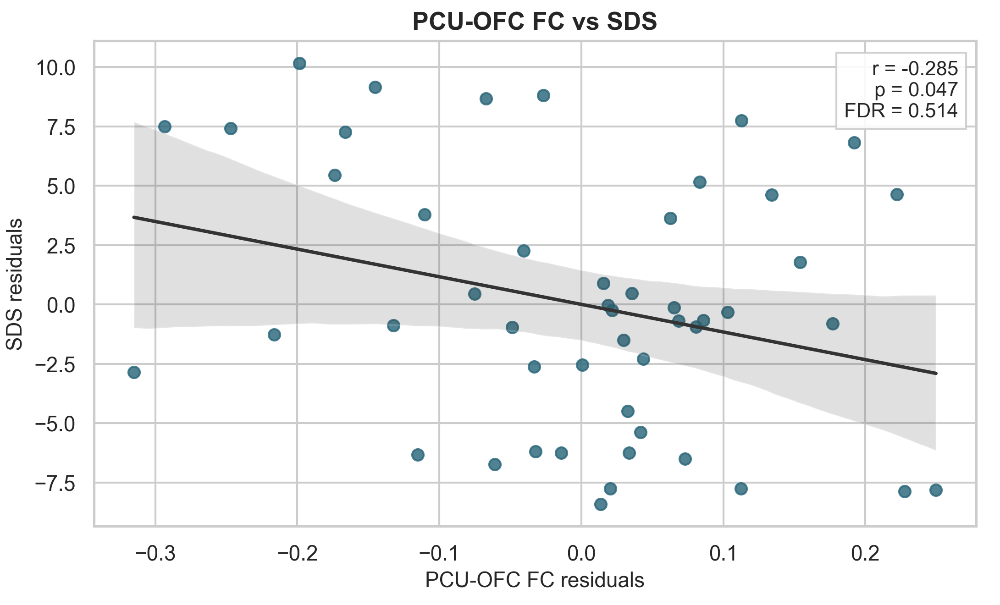 PCU-OFC FC vs SDS
r = -0.285
p = 0.047
FDR = 0.514
SDS residuals
10.0
7.5
5.0
2.5
0.0
−2.5
−5.0
−7.5
−0.3 −0.2 −0.1 0.0 0.1 0.2
PCU-OFC FC residuals